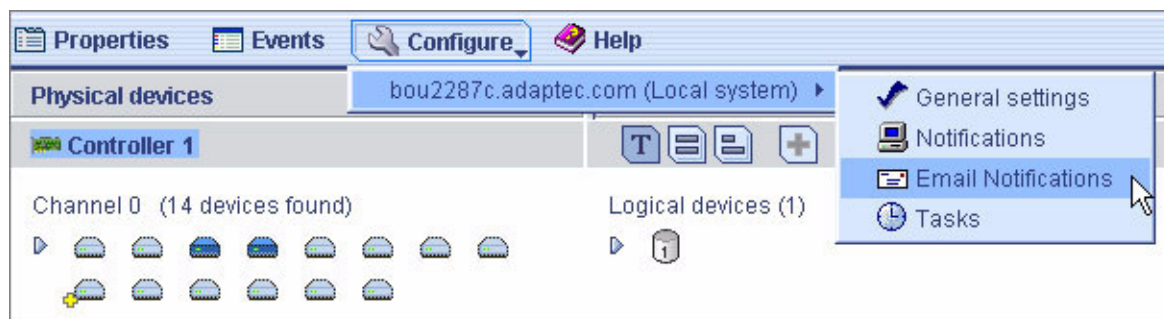 Properties Events Configure Help
Physical devices
bou2287c.adaptec.com (Local system)
General settings
Notifications
Email Notifications
Tasks
Controller 1
T
Channel 0 (14 devices found)
Logical devices (1)
1